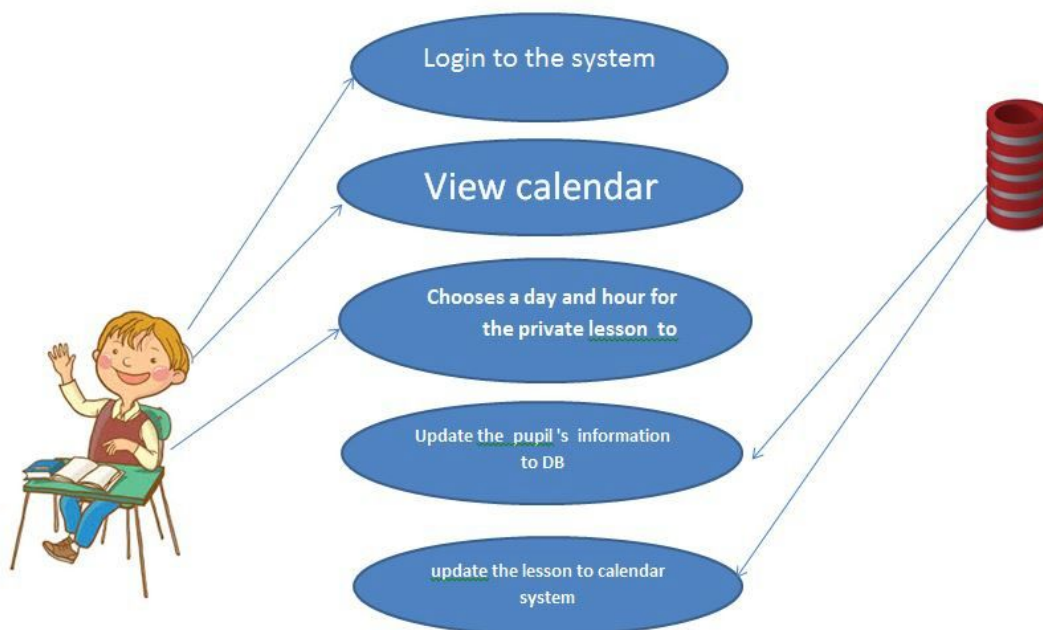 Login to the system
View calendar
Chooses a day and hour for
the private lesson to
Update the pupil 's information
to DB
update the lesson to calendar
system